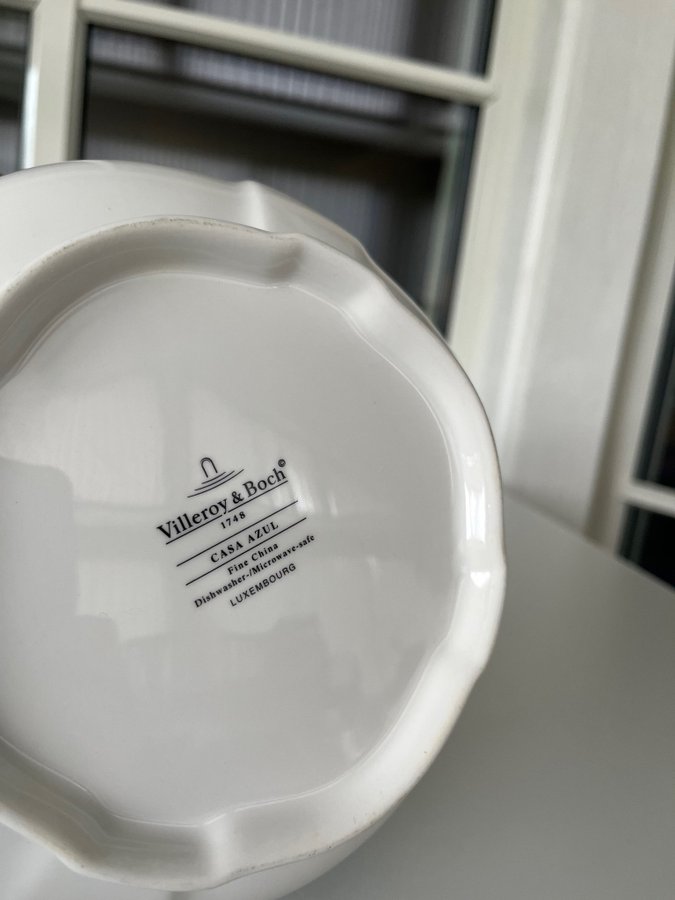 Villeroy & Boch©
1748
CASA AZUL
Fine China
Dishwasher-/Microwave-safe
LUXEMBOURG